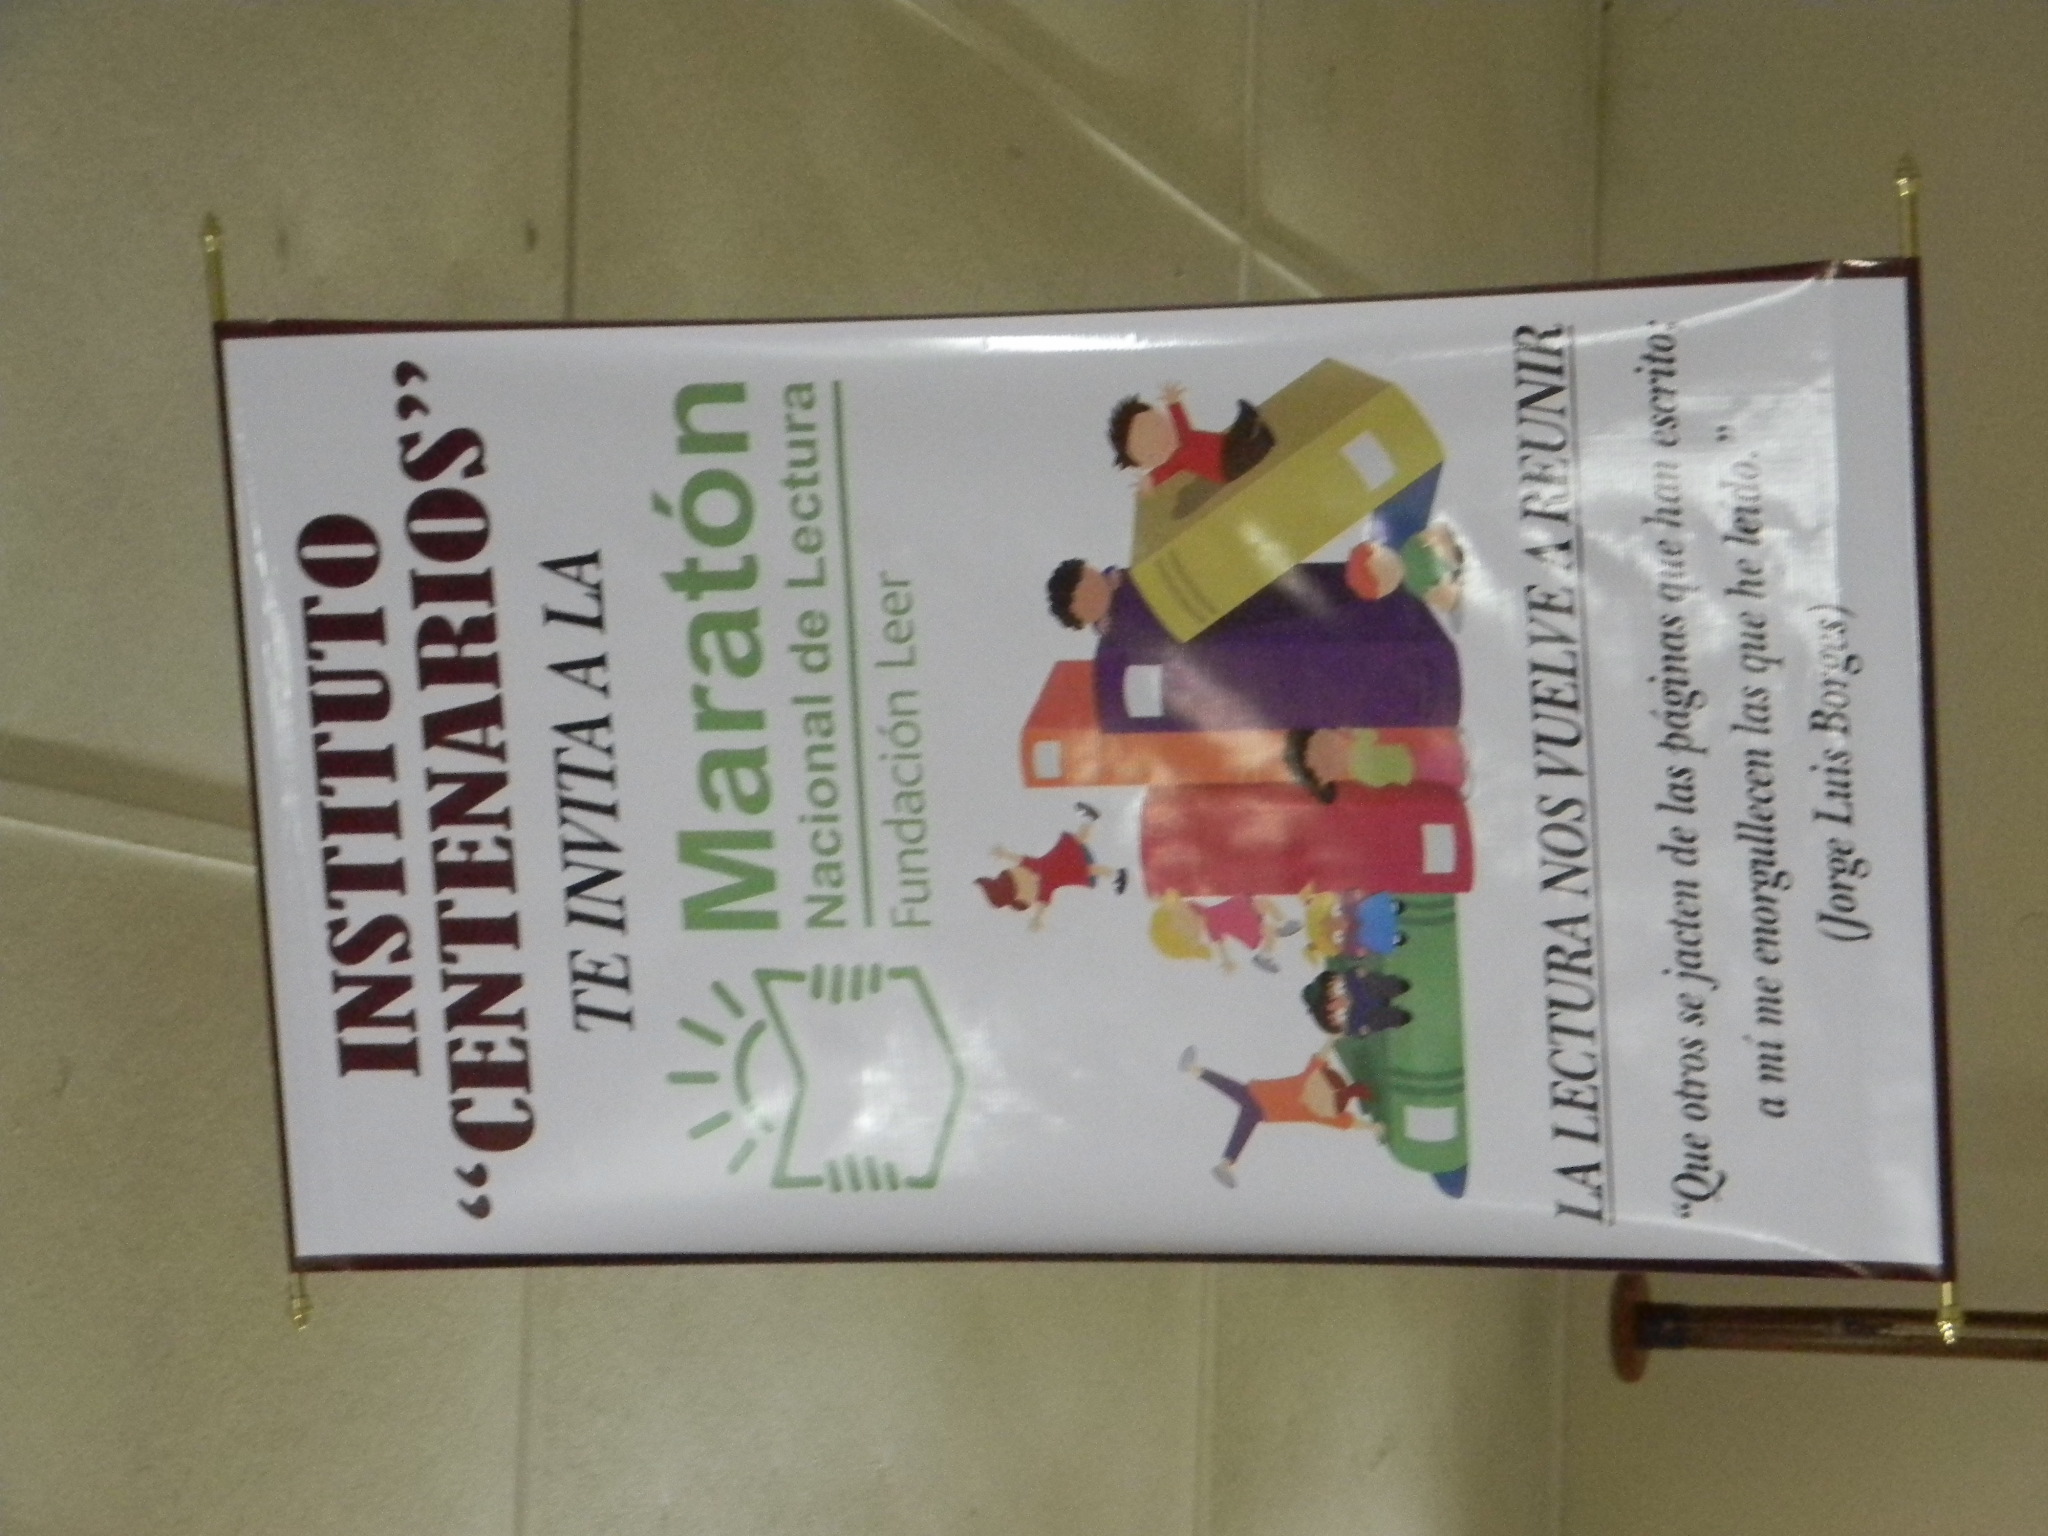 INSTITUTO
“CENTENARIOS”
TE INVITA A LA
Maratón
Nacional de Lectura
Fundación Leer
LA LECTURA NOS VUELVE A REUNIR
“Que otros se jacten de las páginas que han escrito:
a mí me enorgullecen las que he leído.”
(Jorge Luis Borges)